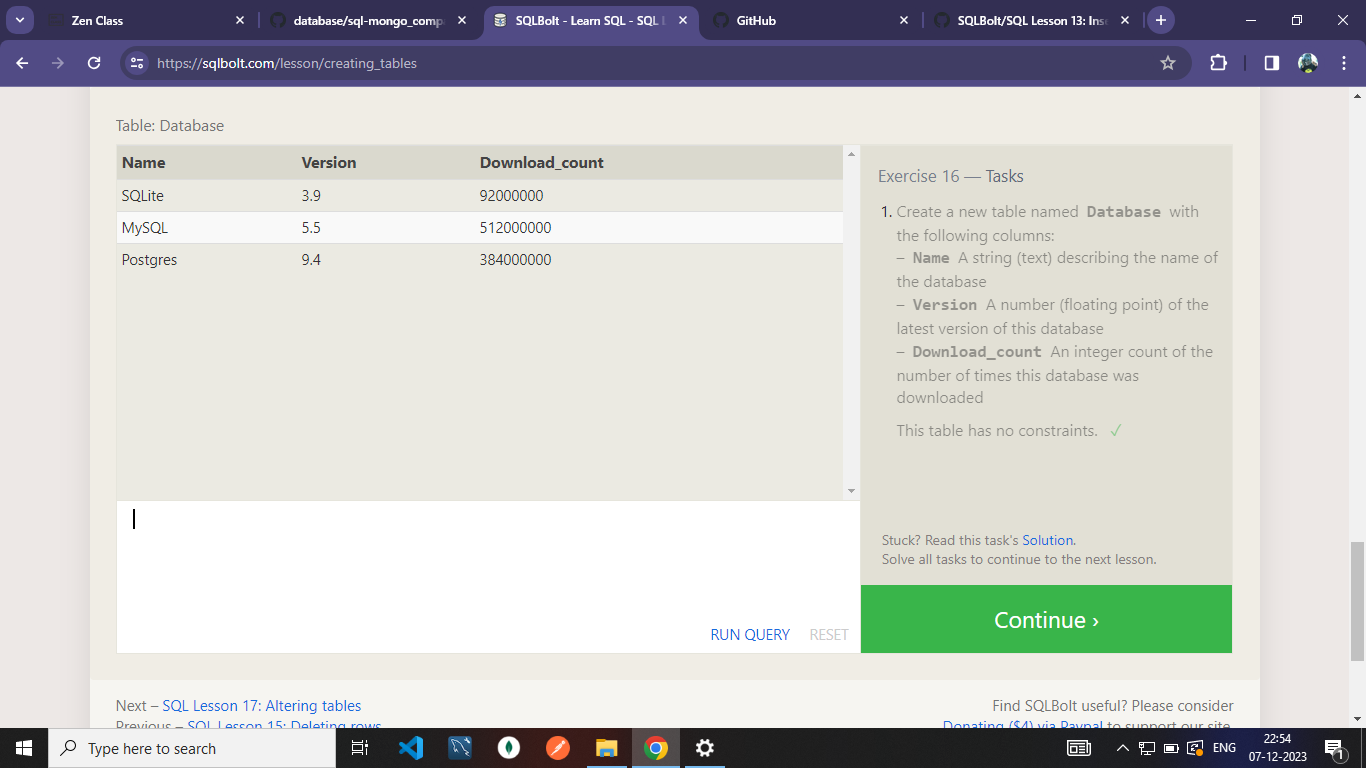 Zen Class
database/sql-mongo_comp
SQLBolt - Learn SQL - SQL L
GitHub
SQLBolt/SQL Lesson 13: Ins
https://sqlbolt.com/lesson/creating_tables
Table: Database
Name Version Download_count
SQLite 3.9 92000000
MySQL 5.5 512000000
Postgres 9.4 384000000
Exercise 16 — Tasks
1. Create a new table named Database with
the following columns:
– Name A string (text) describing the name of
the database
– Version A number (floating point) of the
latest version of this database
– Download_count An integer count of the
number of times this database was
downloaded
This table has no constraints. ✓
Stuck? Read this task's Solution.
Solve all tasks to continue to the next lesson.
RUN QUERY RESET
Continue ›
Next – SQL Lesson 17: Altering tables
Previous – SQL Lesson 15: Deleting rows
Find SQLBolt useful? Please consider
Donating ($4) via Paypal to support our site.
Type here to search
ENG
22:54
07-12-2023
1